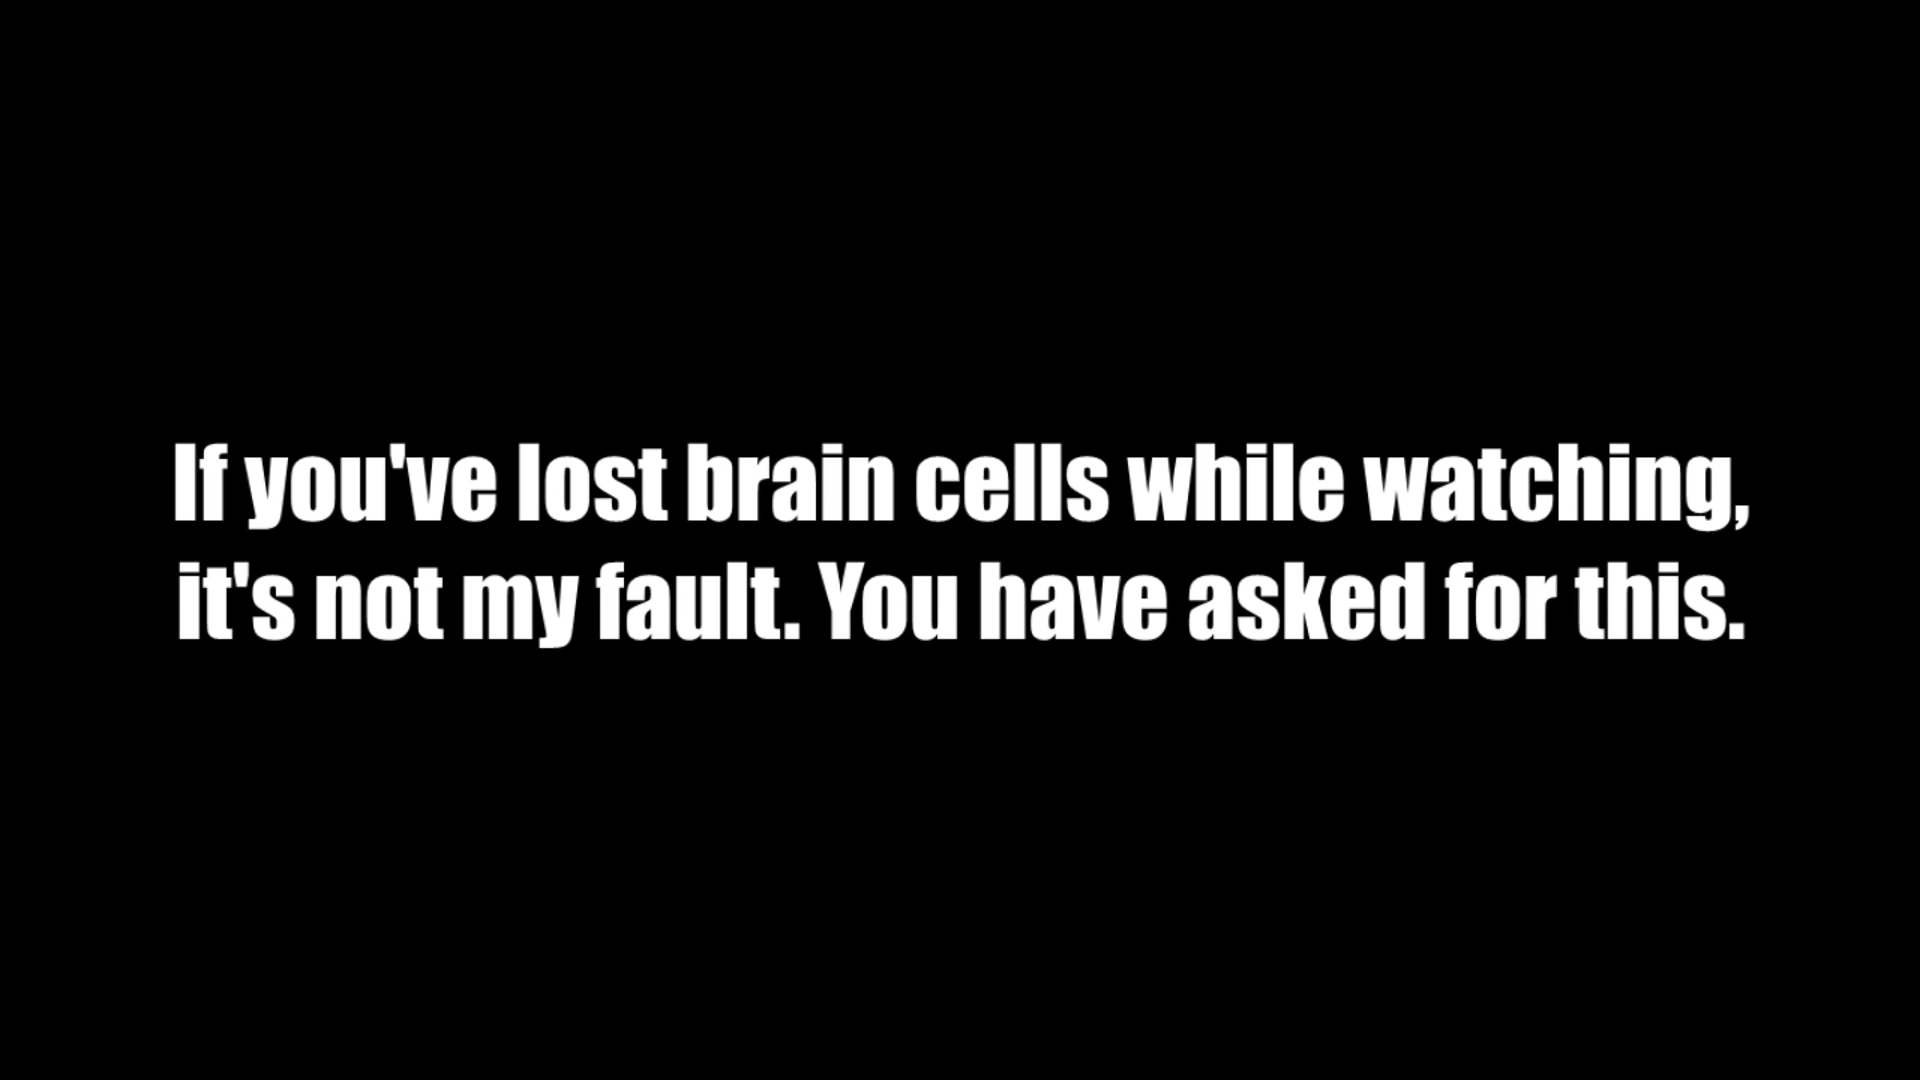 If you've lost brain cells while watching,
it's not my fault. You have asked for this.